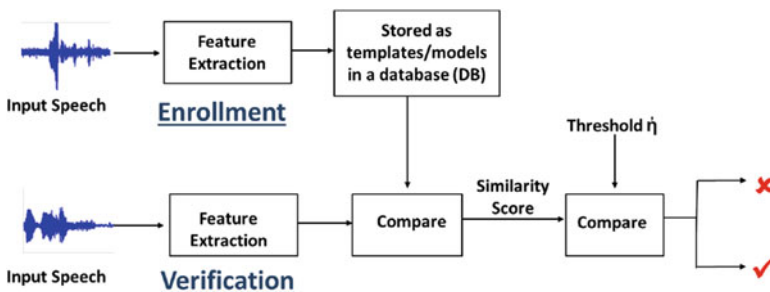 Input Speech
Feature
Extraction
Stored as
templates/models
in a database (DB)
Enrollment
Threshold ή
Input Speech
Feature
Extraction
Compare
Similarity
Score
Compare
Verification